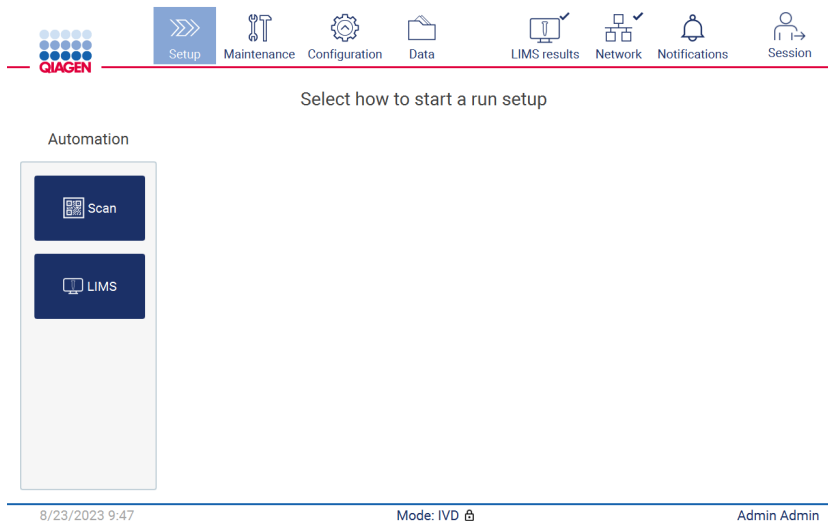 QIAGEN
Setup
Maintenance
Configuration
Data
LIMS results
Network
Notifications
Session
Select how to start a run setup
Automation
Scan
LIMS
8/23/2023 9:47
Mode: IVD
Admin Admin